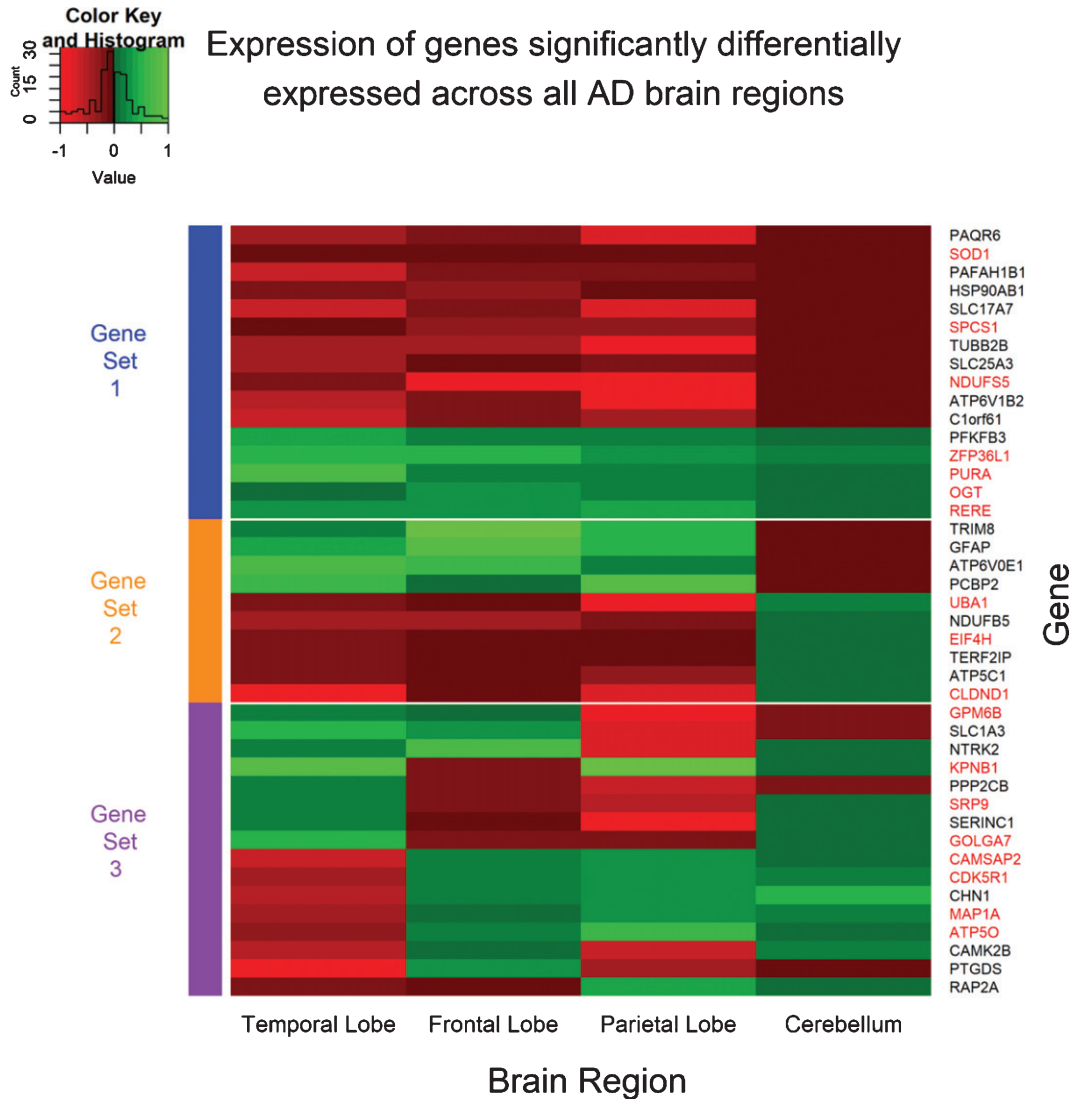 Color Key
and Histogram
Count
0 15 30
-1 0 1
Value
Expression of genes significantly differentially
expressed across all AD brain regions
Gene
Set
1
Gene
Set
2
Gene
Set
3
PAQR6
SOD1
PAFAH1B1
HSP90AB1
SLC17A7
SPCS1
TUBB2B
SLC25A3
NDUFS5
ATP6V1B2
C1orf61
PFKFB3
ZFP36L1
PURA
OGT
RERE
TRIM8
GFAP
ATP6V0E1
PCBP2
UBA1
NDUFB5
EIF4H
TERF2IP
ATP5C1
CLDND1
GPM6B
SLC1A3
NTRK2
KPNB1
PPP2CB
SRP9
SERINC1
GOLGA7
CAMSAP2
CDK5R1
CHN1
MAP1A
ATP5O
CAMK2B
PTGDS
RAP2A
Gene
Temporal Lobe Frontal Lobe Parietal Lobe Cerebellum
Brain Region